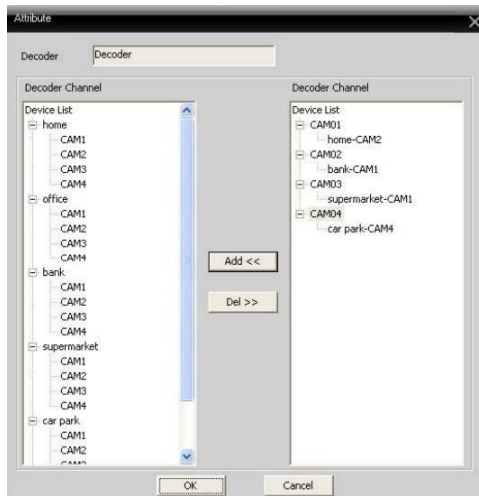 Attribute
Decoder
Decoder
Decoder Channel
Device List
home
CAM1
CAM2
CAM3
CAM4
office
CAM1
CAM2
CAM3
CAM4
bank
CAM1
CAM2
CAM3
CAM4
supermarket
CAM1
CAM2
CAM3
CAM4
car park
CAM1
CAM2
CAM3
Add <<
Del >>
Decoder Channel
Device List
CAM01
home-CAM2
CAM02
bank-CAM1
CAM03
supermarket-CAM1
CAM04
car park-CAM4
OK
Cancel